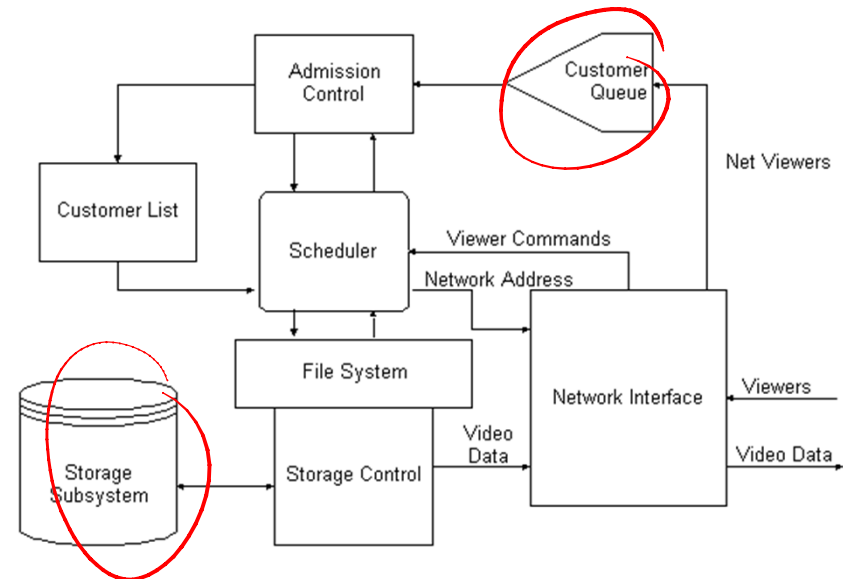 Admission
Control
Customer
Queue
Net Viewers
Customer List
Scheduler
Viewer Commands
Network Address
File System
Network Interface
Viewers
Video
Data
Video Data
Storage
Subsystem
Storage Control